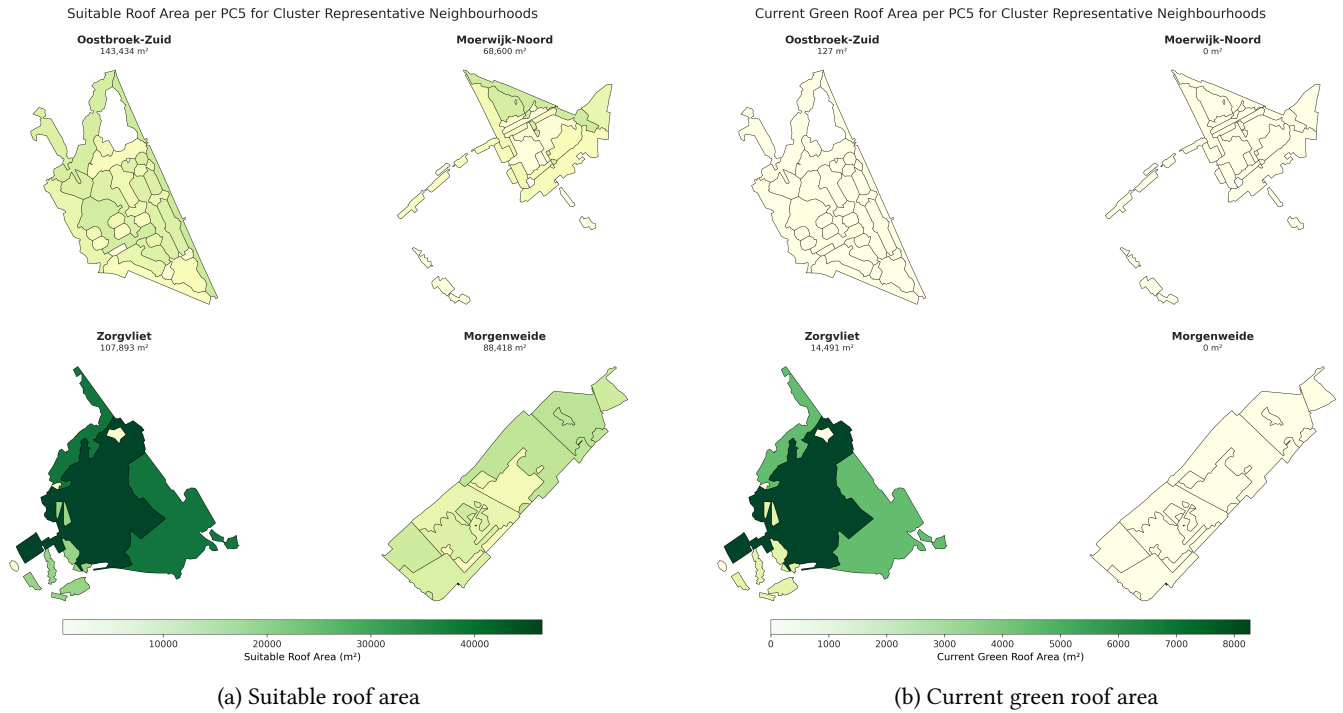 Suitable Roof Area per PC5 for Cluster Representative Neighbourhoods
Oostbroek-Zuid
143,434 m²
Moerwijk-Noord
68,600 m²
Zorgvliet
107,893 m²
Morgenweide
88,418 m²
10000 20000 30000 40000
Suitable Roof Area (m²)
(a) Suitable roof area
Current Green Roof Area per PC5 for Cluster Representative Neighbourhoods
Oostbroek-Zuid
127 m²
Moerwijk-Noord
0 m²
Zorgvliet
14,491 m²
Morgenweide
0 m²
0 1000 2000 3000 4000 5000 6000 7000 8000
Current Green Roof Area (m²)
(b) Current green roof area